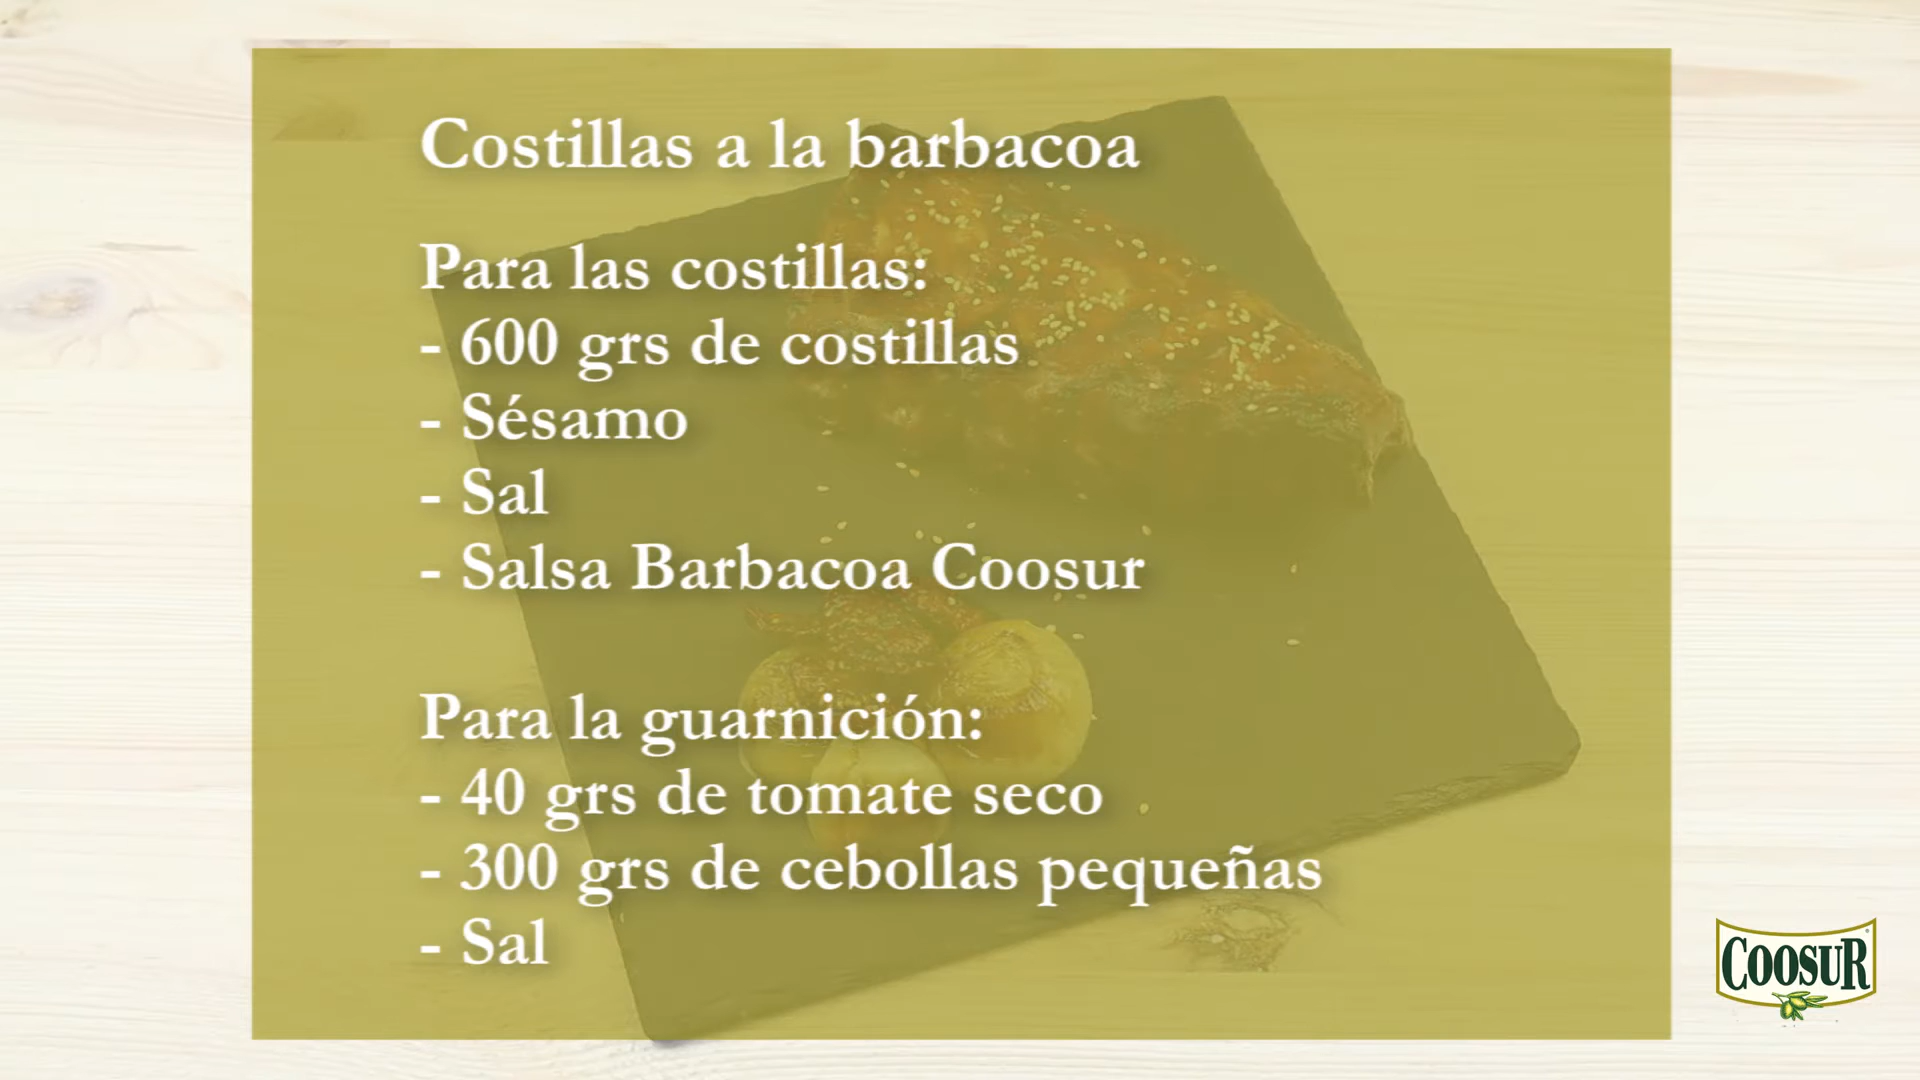 Costillas a la barbacoa
Para las costillas:
- 600 grs de costillas
- Sésamo
- Sal
- Salsa Barbacoa Coosur
Para la guarnición:
- 40 grs de tomate seco
- 300 grs de cebollas pequeñas
- Sal
COOSUR